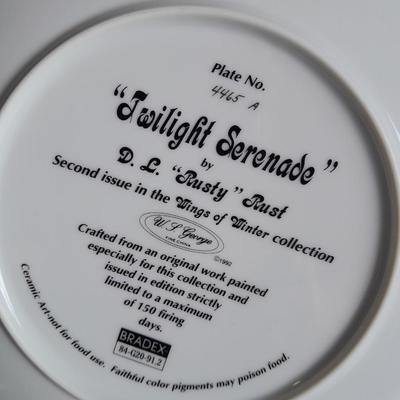 Plate No.
4465 A
"Twilight Serenade"
by
D. L. "Rusty" Rust
Second issue in the Wings of Winter collection
W. L. George
FINE CHINA
©1992
Crafted from an original work painted
especially for this collection and
issued in edition strictly
limited to a maximum
of 150 firing
days.
BRADEX
84-G20-91.2
Ceramic Art-not for food use. Faithful color pigments may poison food.